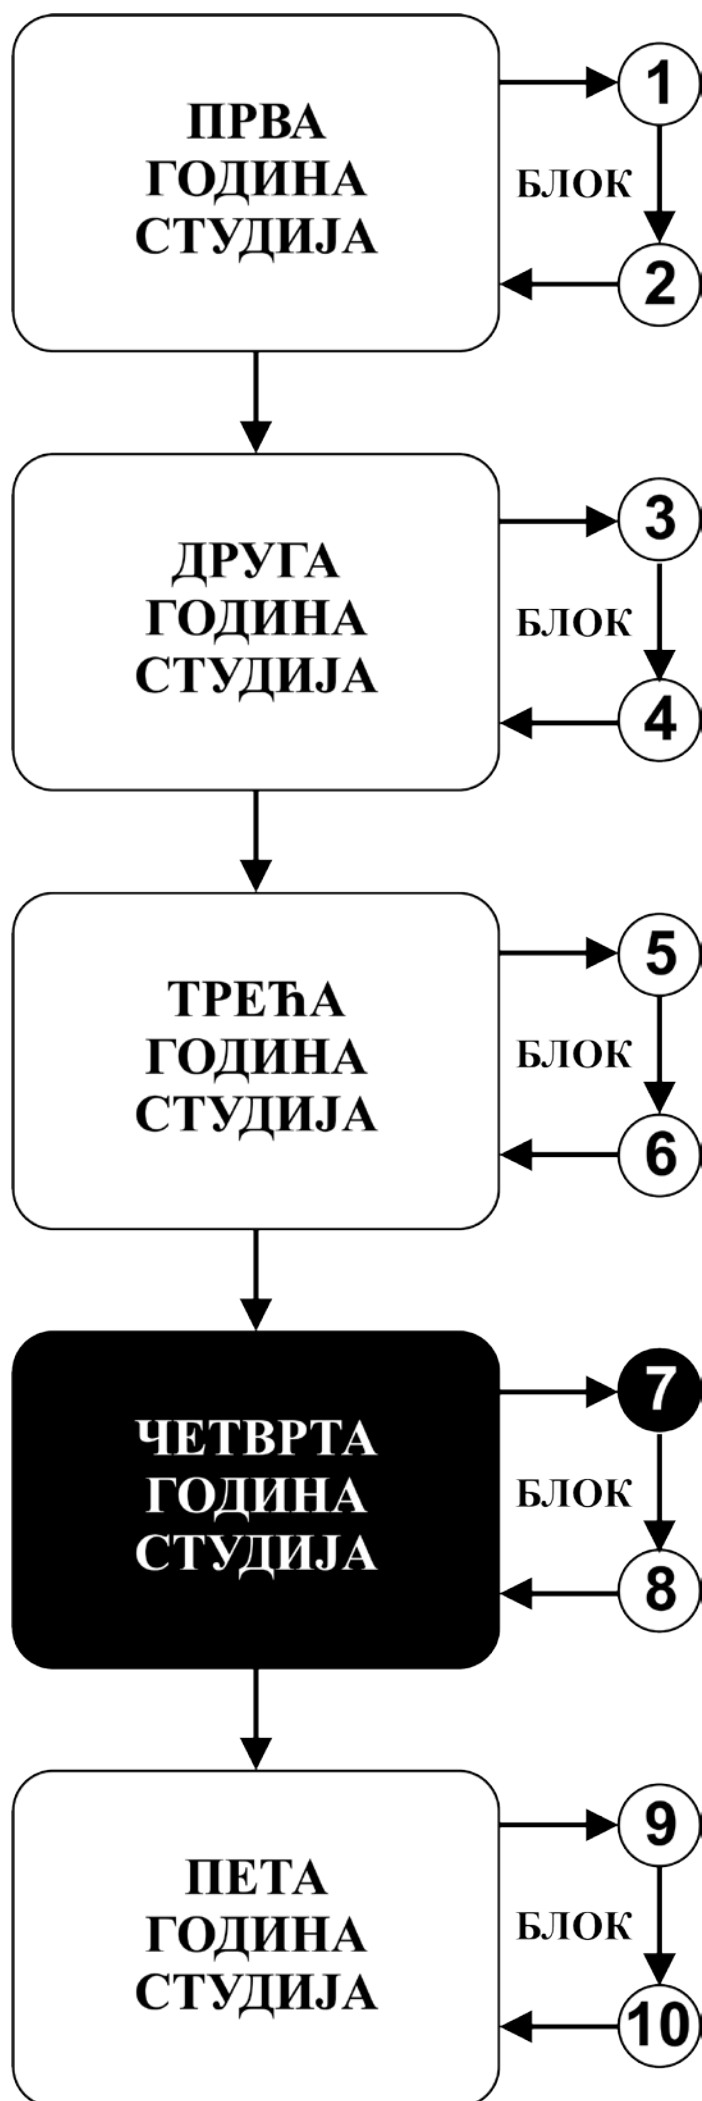 ПРВА
ГОДИНА
СТУДИЈА
1
БЛОК
2
ДРУГА
ГОДИНА
СТУДИЈА
3
БЛОК
4
ТРЕЋА
ГОДИНА
СТУДИЈА
5
БЛОК
6
ЧЕТВРТА
ГОДИНА
СТУДИЈА
7
БЛОК
8
ПЕТА
ГОДИНА
СТУДИЈА
9
БЛОК
10